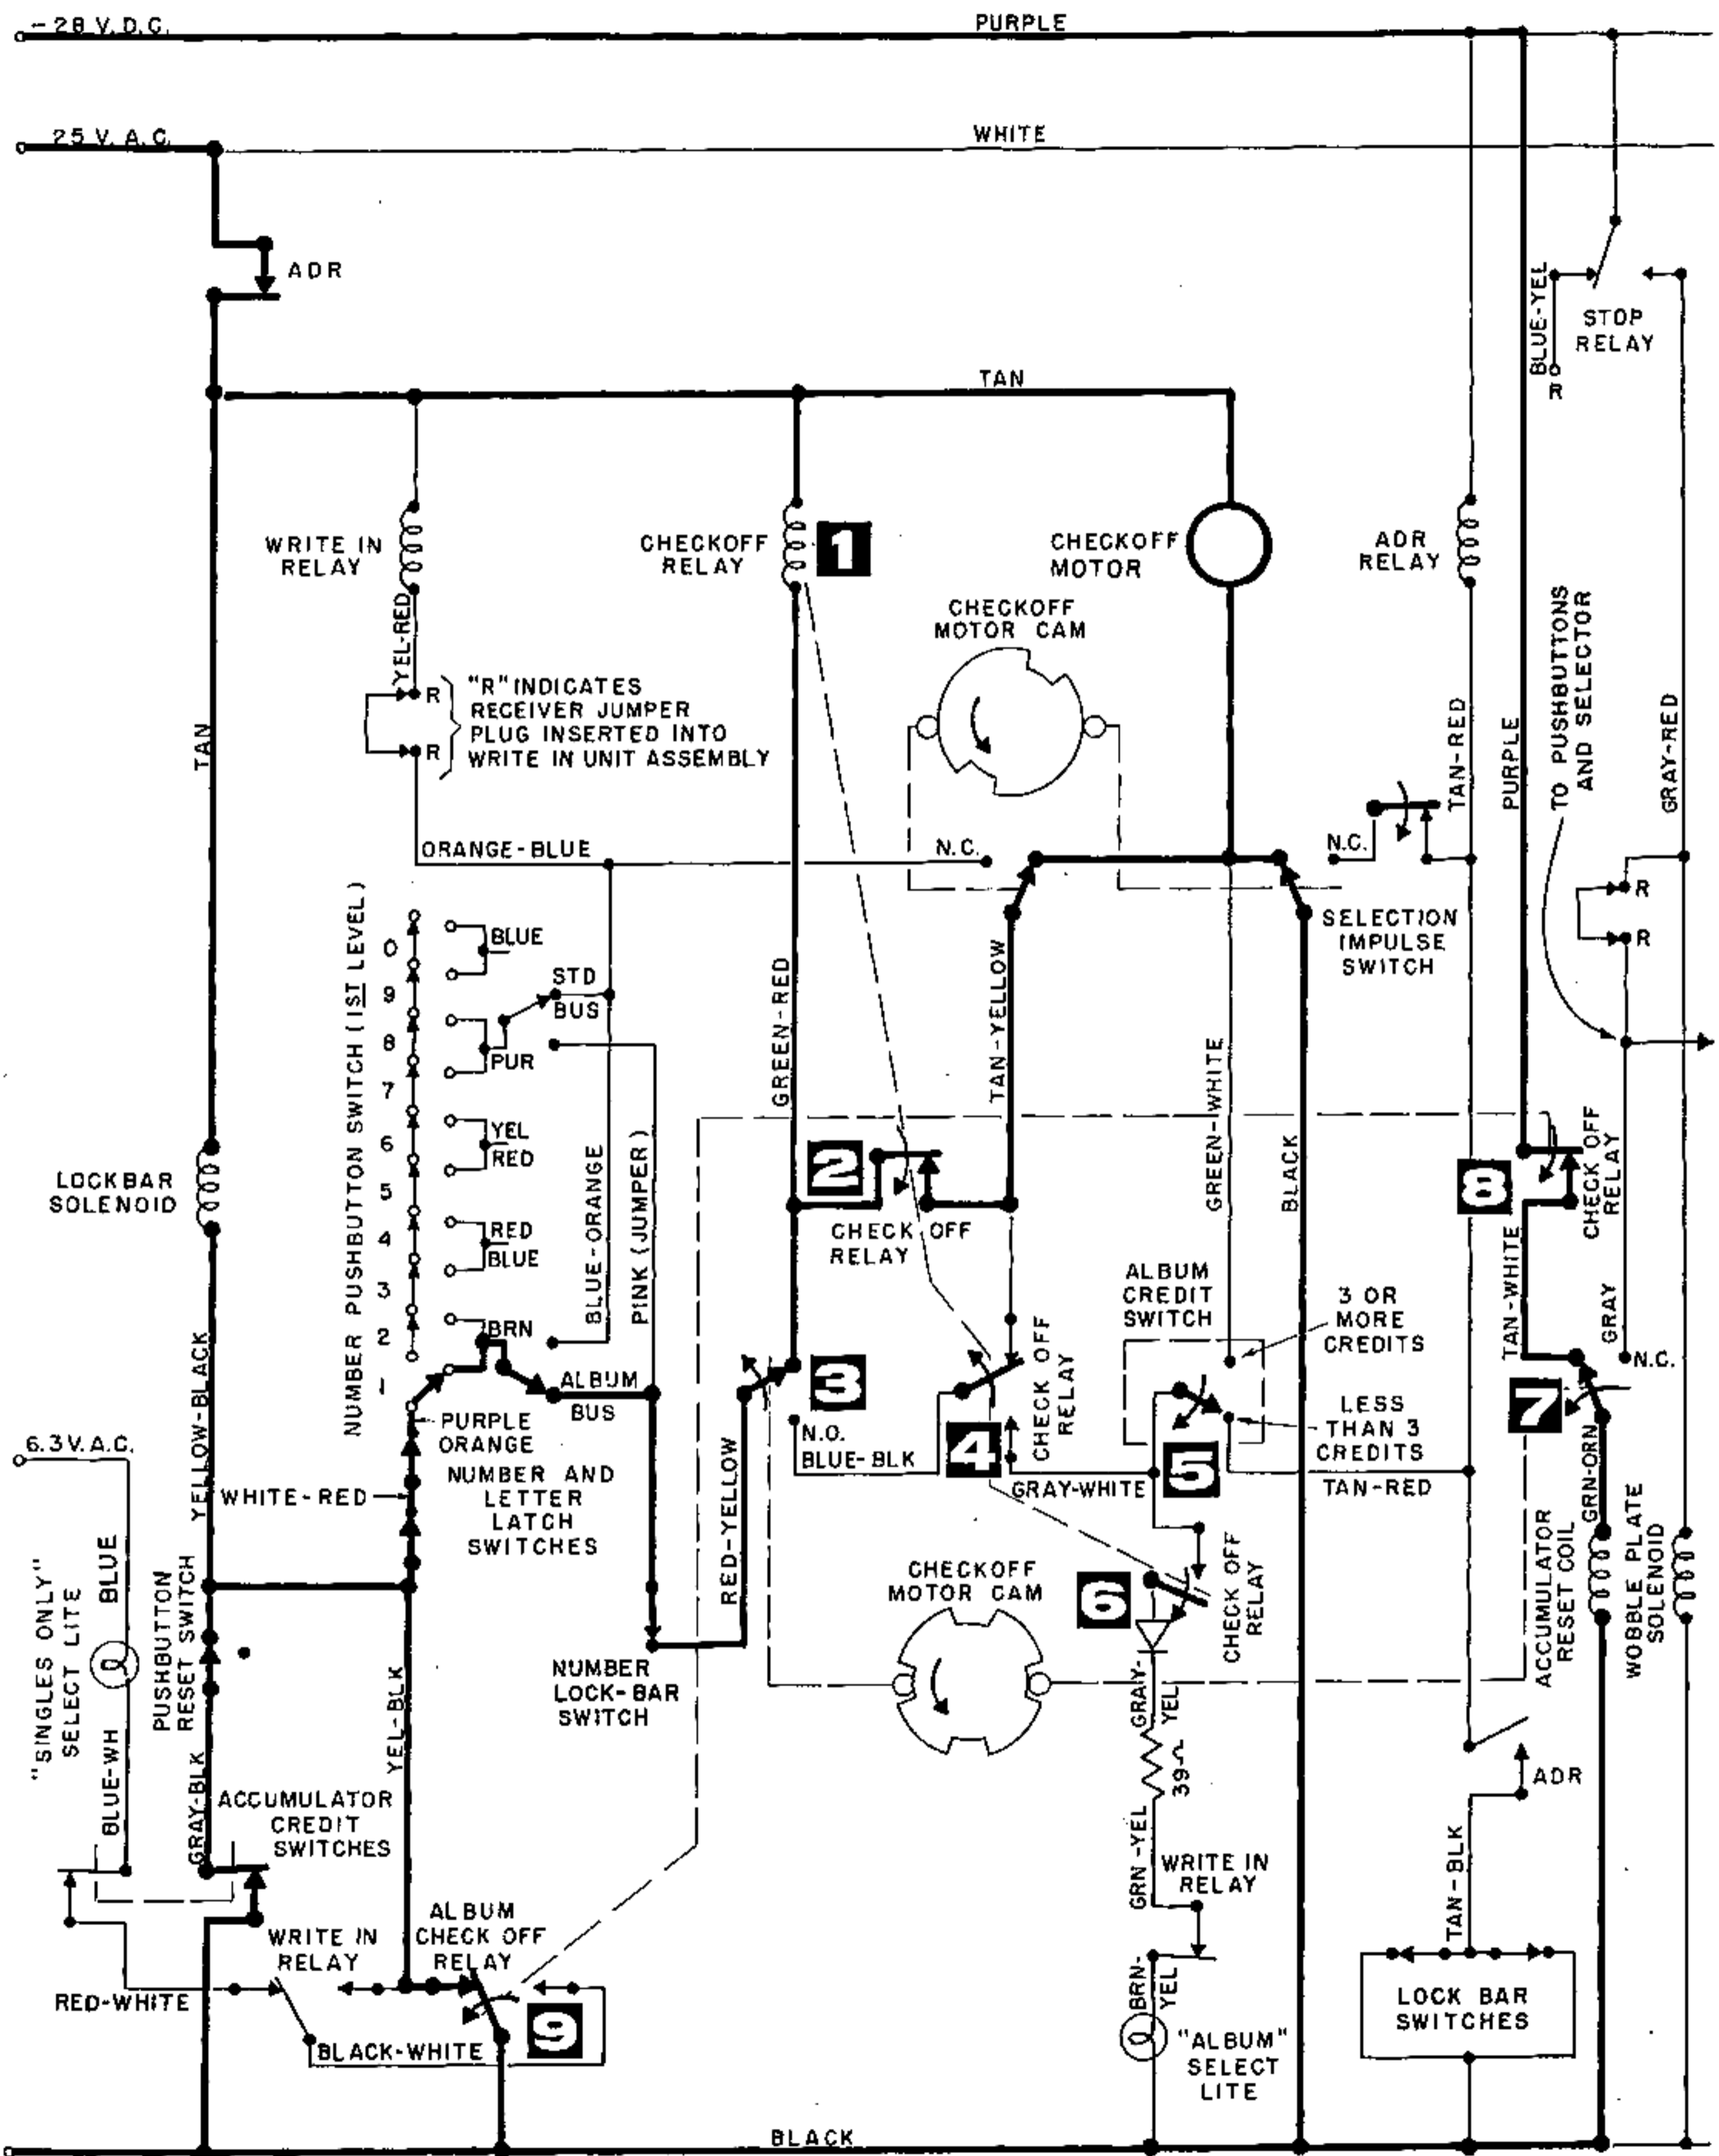 -28 V.D.C.
PURPLE
25 V.A.C.
WHITE
ADR
BLUE-YEL
STOP
RELAY
R
TAN
WRITE IN
RELAY
CHECKOFF
RELAY
1
CHECKOFF
MOTOR
ADR
RELAY
TO PUSHBUTTONS
AND SELECTOR
YEL-RED
CHECKOFF
MOTOR CAM
R
R
"R" INDICATES
RECEIVER JUMPER
PLUG INSERTED INTO
WRITE IN UNIT ASSEMBLY
TAN
TAN-RED
PURPLE
GRAY-RED
ORANGE-BLUE
N.C.
N.C.
R
R
SELECTION
IMPULSE
SWITCH
NUMBER PUSHBUTTON SWITCH (1ST LEVEL)
0
9
8
7
6
5
4
3
2
1
BLUE
STD
BUS
PUR
YEL
RED
RED
BLUE
BRN
ALBUM
BUS
BLUE-ORANGE
PINK (JUMPER)
GREEN-RED
TAN-YELLOW
GREEN-WHITE
BLACK
LOCKBAR
SOLENOID
2
CHECK OFF
RELAY
8
CHECK OFF
RELAY
TAN-WHITE
GRAY
ALBUM
CREDIT
SWITCH
3 OR
MORE
CREDITS
N.C.
3
N.O.
BLUE-BLK
4
CHECK OFF
RELAY
5
LESS
THAN 3
CREDITS
7
GRAY-WHITE
TAN-RED
GRN-ORN
PURPLE
ORANGE
6.3 V.A.C.
YELLOW-BLACK
WHITE-RED
NUMBER AND
LETTER
LATCH
SWITCHES
RED-YELLOW
CHECKOFF
MOTOR CAM
6
CHECK OFF
RELAY
ACCUMULATOR
RESET COIL
WOBBLE PLATE
SOLENOID
"SINGLES ONLY"
SELECT LITE
BLUE
PUSHBUTTON
RESET SWITCH
NUMBER
LOCK-BAR
SWITCH
GRAY-
YEL
39Ω
BLUE-WH
GRAY-BLK
YEL-BLK
ACCUMULATOR
CREDIT
SWITCHES
ADR
GRN-YEL
WRITE IN
RELAY
TAN-BLK
WRITE IN
RELAY
ALBUM
CHECK OFF
RELAY
RED-WHITE
BLACK-WHITE
9
BRN-
YEL
"ALBUM"
SELECT
LITE
LOCK BAR
SWITCHES
BLACK